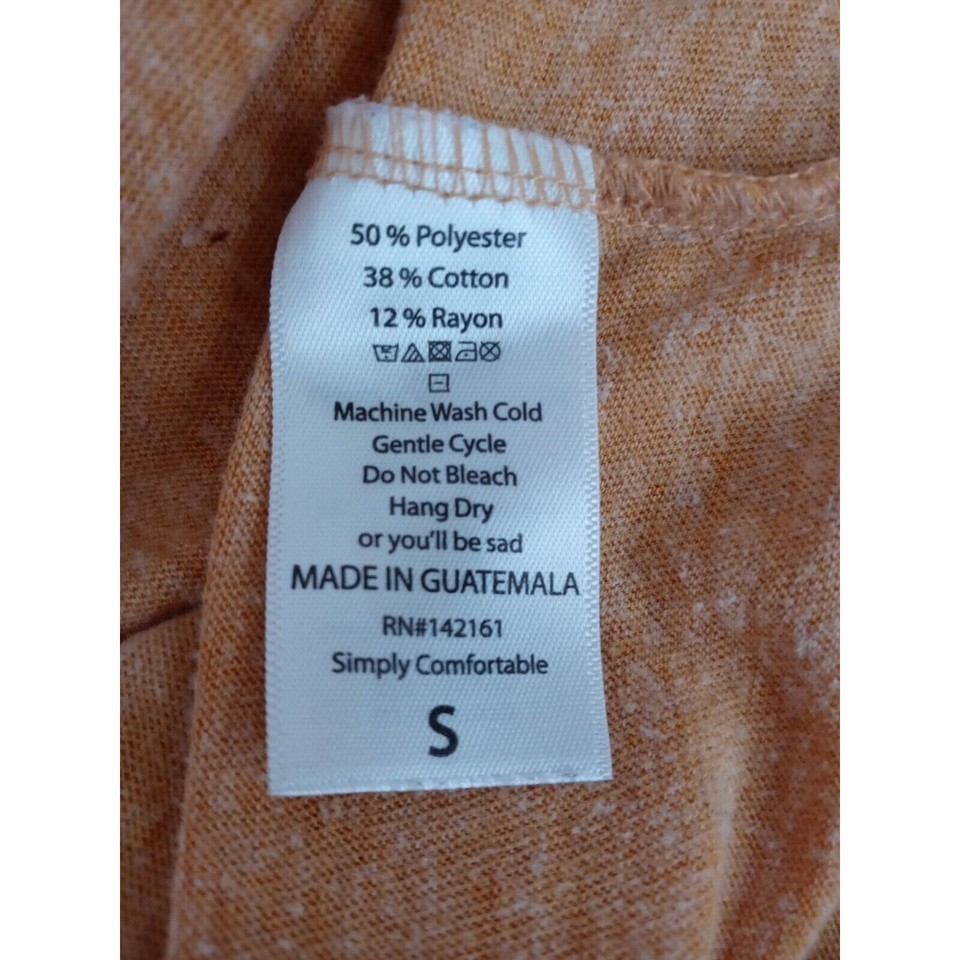 50 % Polyester
38 % Cotton
12 % Rayon
Machine Wash Cold
Gentle Cycle
Do Not Bleach
Hang Dry
or you'll be sad
MADE IN GUATEMALA
RN#142161
Simply Comfortable
S